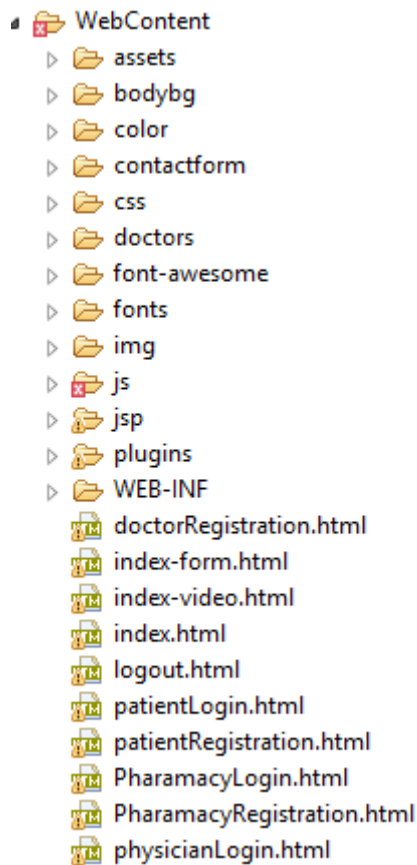 WebContent
assets
bodybg
color
contactform
css
doctors
font-awesome
fonts
img
js
jsp
plugins
WEB-INF
doctorRegistration.html
index-form.html
index-video.html
index.html
logout.html
patientLogin.html
patientRegistration.html
PharamacyLogin.html
PharamacyRegistration.html
physicianLogin.html